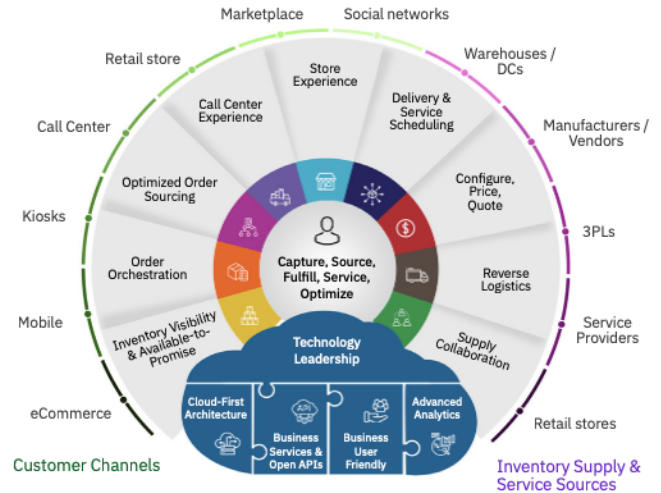 Marketplace
Social networks
Retail store
Warehouses /
DCs
Call Center
Manufacturers /
Vendors
Kiosks
3PLs
Mobile
Service
Providers
eCommerce
Retail stores
Customer Channels
Inventory Supply &
Service Sources
Store
Experience
Call Center
Experience
Delivery &
Service
Scheduling
Optimized Order
Sourcing
Configure,
Price,
Quote
Order
Orchestration
Reverse
Logistics
Inventory Visibility
& Available-to-
Promise
Supply
Collaboration
$
Capture, Source,
Fulfill, Service,
Optimize
Technology
Leadership
Cloud-First
Architecture
API
Business
Services &
Open APIs
Business
User
Friendly
Advanced
Analytics